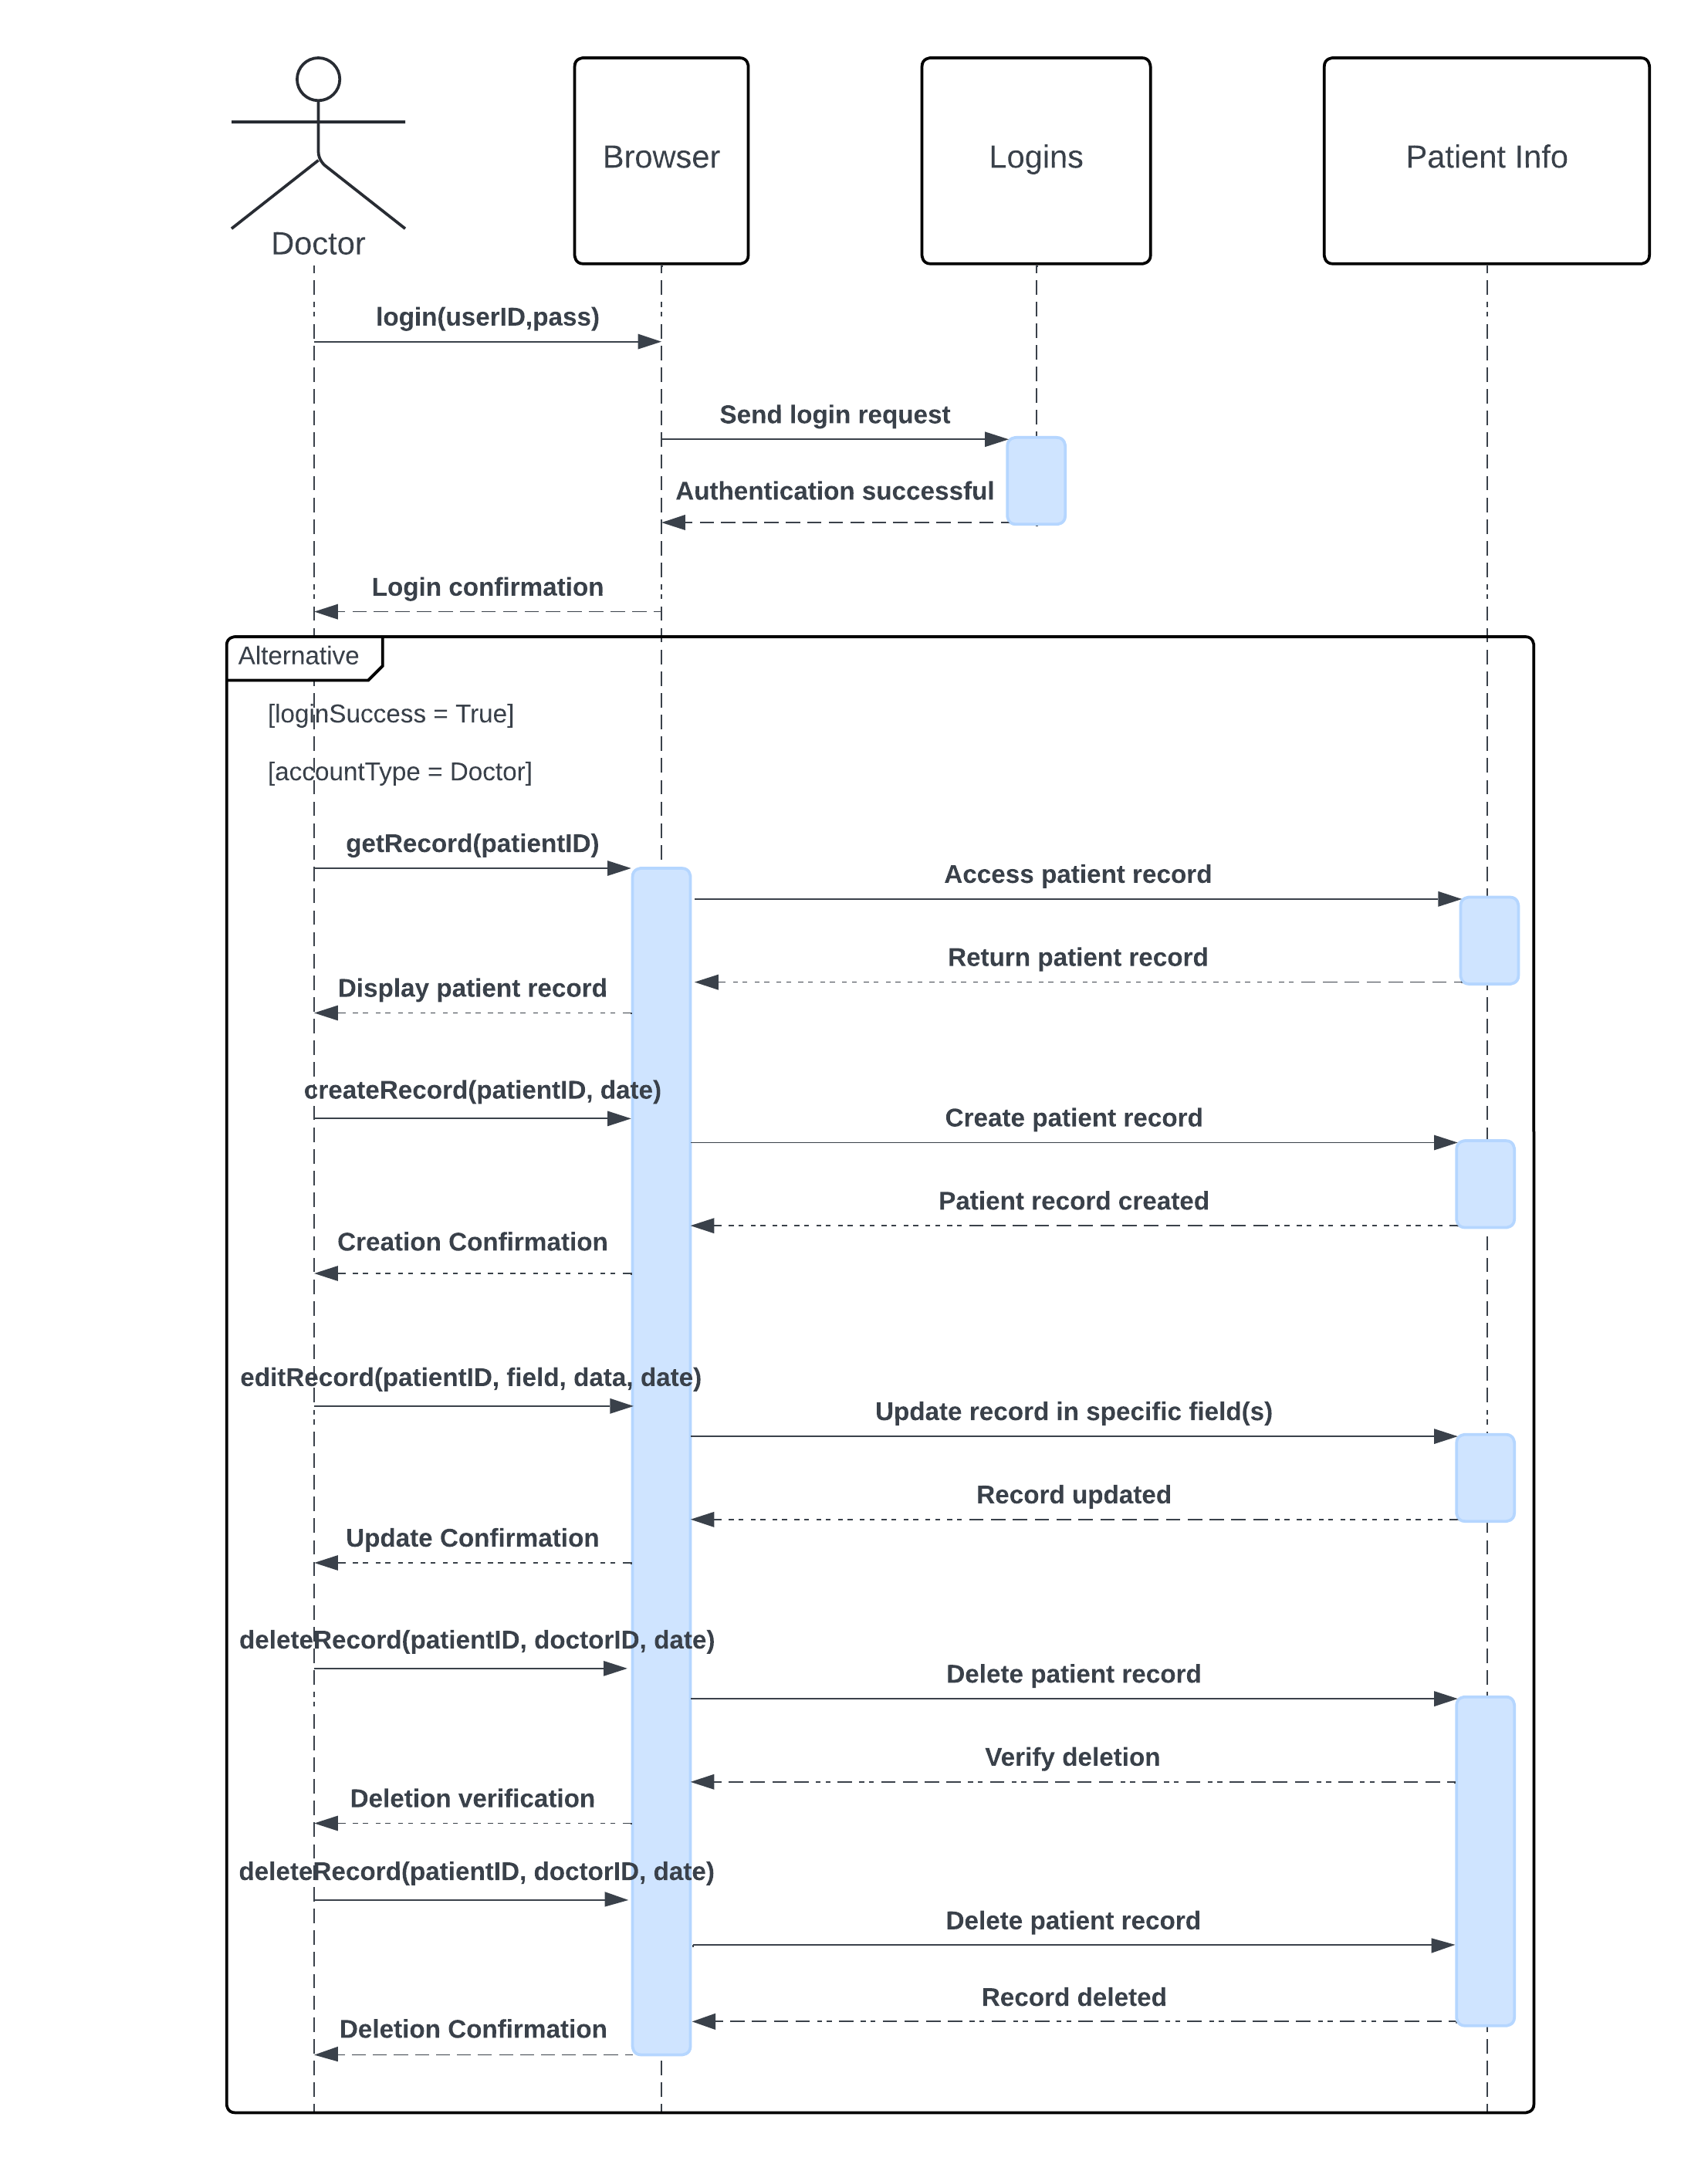 Doctor
Browser
Logins
Patient Info
login(userID,pass)
Send login request
Authentication successful
Login confirmation
Alternative
[loginSuccess = True]
[accountType = Doctor]
getRecord(patientID)
Access patient record
Return patient record
Display patient record
createRecord(patientID, date)
Create patient record
Patient record created
Creation Confirmation
editRecord(patientID, field, data, date)
Update record in specific field(s)
Record updated
Update Confirmation
deleteRecord(patientID, doctorID, date)
Delete patient record
Verify deletion
Deletion verification
deleteRecord(patientID, doctorID, date)
Delete patient record
Record deleted
Deletion Confirmation